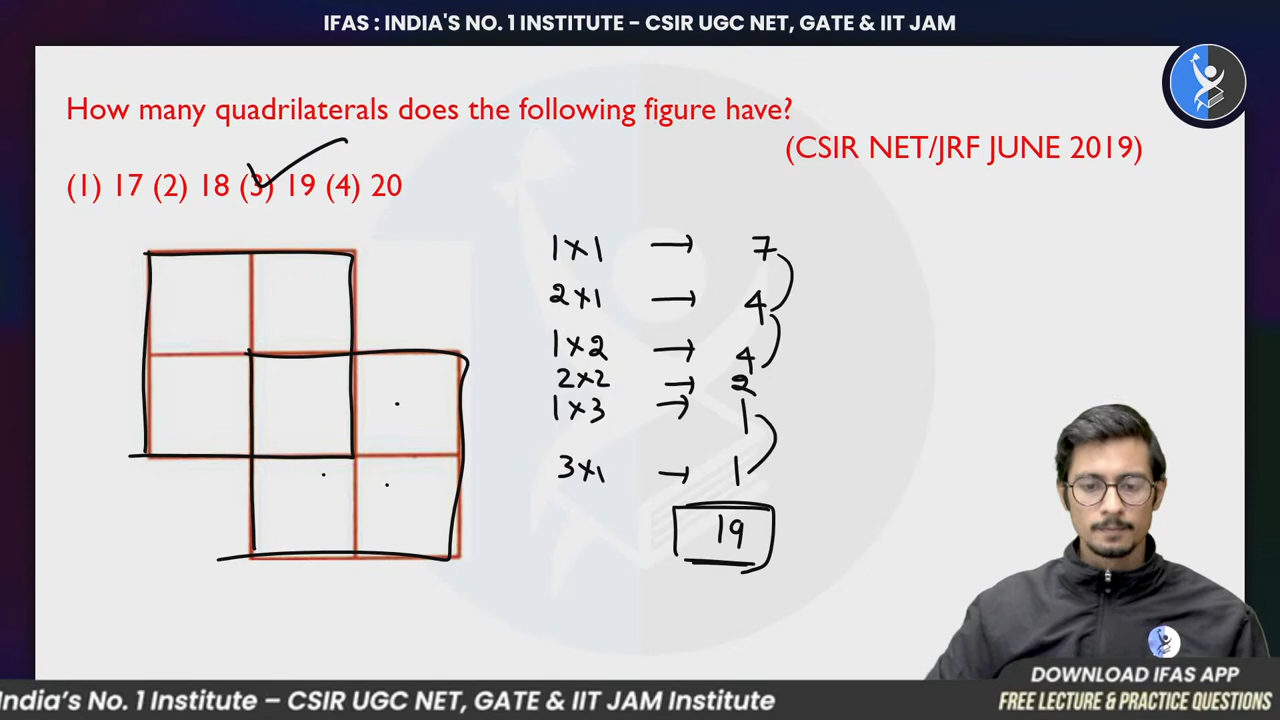 IFAS : INDIA'S NO. 1 INSTITUTE – CSIR UGC NET, GATE & IIT JAM
How many quadrilaterals does the following figure have?
(CSIR NET/JRF JUNE 2019)
(1) 17 (2) 18 (3) 19 (4) 20
1×1 → 7
2×1 → 4
1×2 → 4
2×2 → 2
1×3 → 1
3×1 → 1
19
DOWNLOAD IFAS APP
India's No. 1 Institute – CSIR UGC NET, GATE & IIT JAM Institute
FREE LECTURE & PRACTICE QUESTIONS